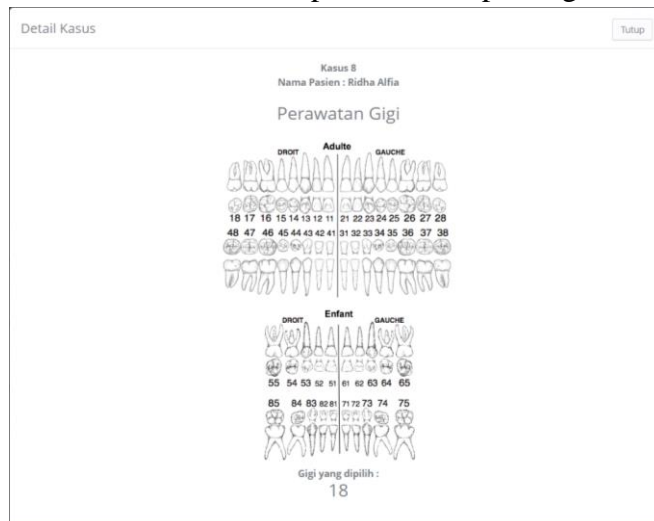 Detail Kasus
Tutup
Kasus 8
Nama Pasien : Ridha Alfia
Perawatan Gigi
Adulte
DROIT GAUCHE
18 17 16 15 14 13 12 11 21 22 23 24 25 26 27 28
48 47 46 45 44 43 42 41 31 32 33 34 35 36 37 38
Enfant
DROIT GAUCHE
55 54 53 52 51 61 62 63 64 65
85 84 83 82 81 71 72 73 74 75
Gigi yang dipilih :
18